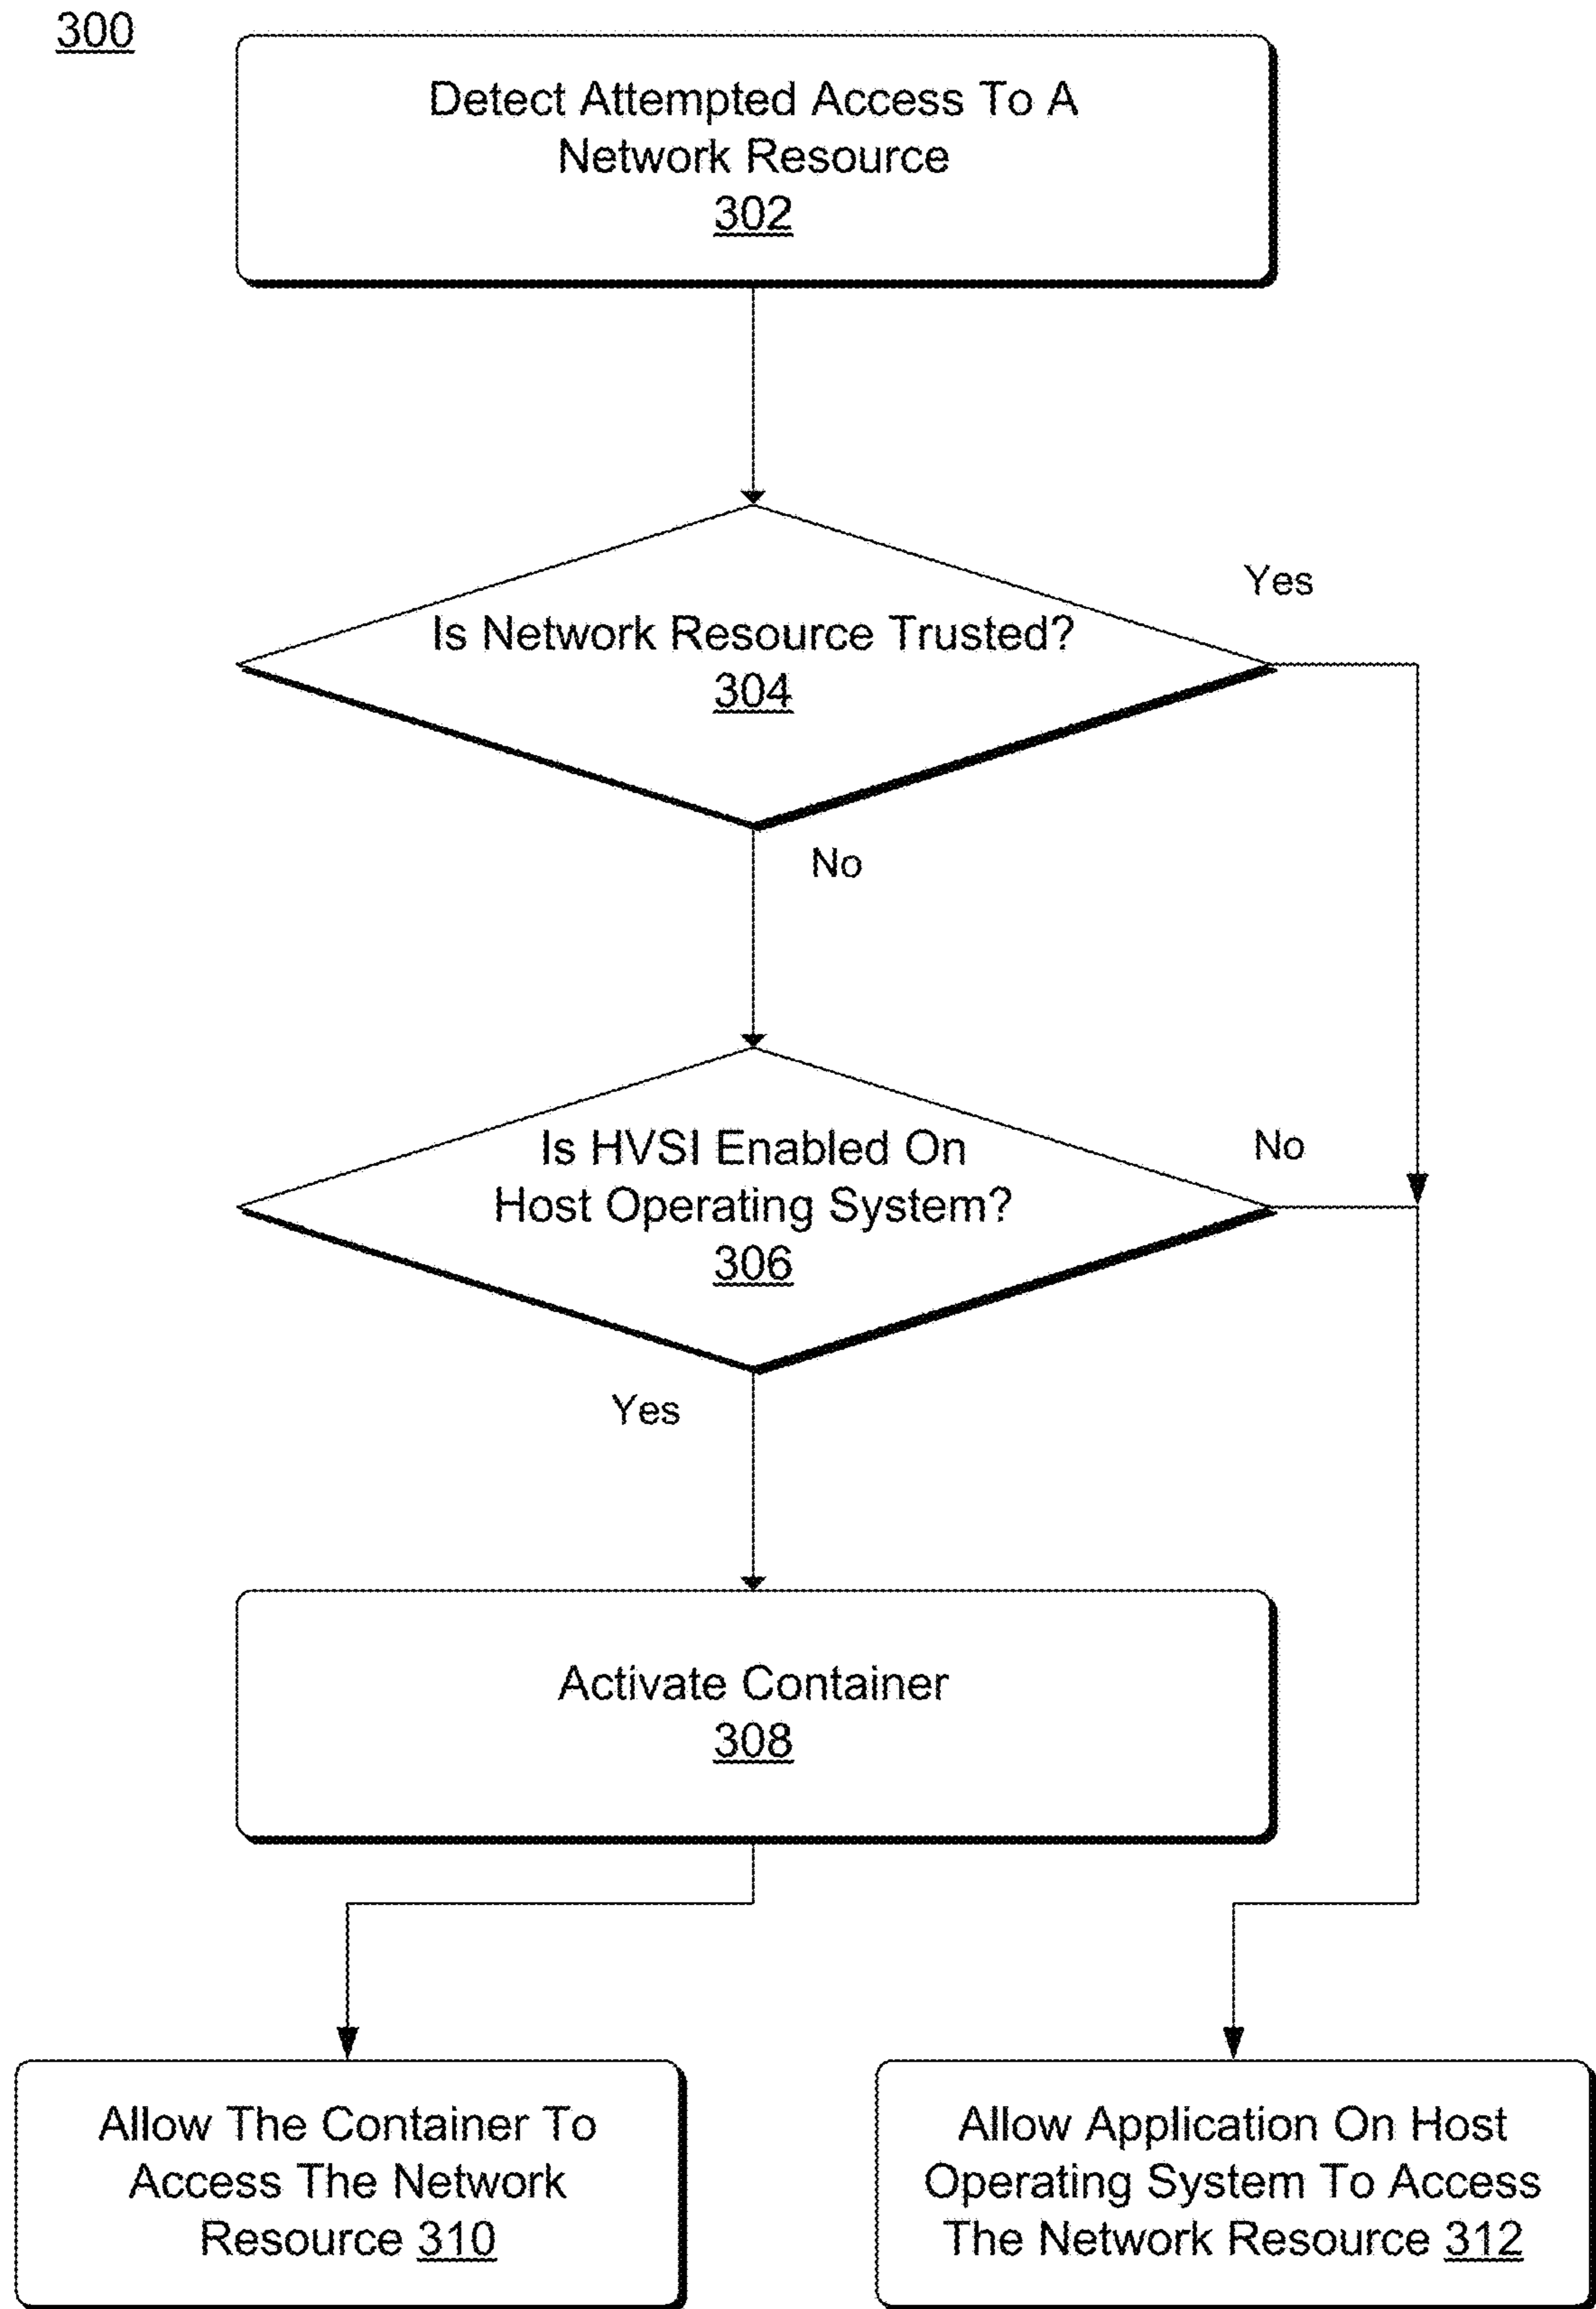 300
Detect Attempted Access To A
Network Resource
302
Yes
Is Network Resource Trusted?
304
No
Is HVSI Enabled On
Host Operating System?
306
No
Yes
Activate Container
308
Allow The Container To
Access The Network
Resource 310
Allow Application On Host
Operating System To Access
The Network Resource 312